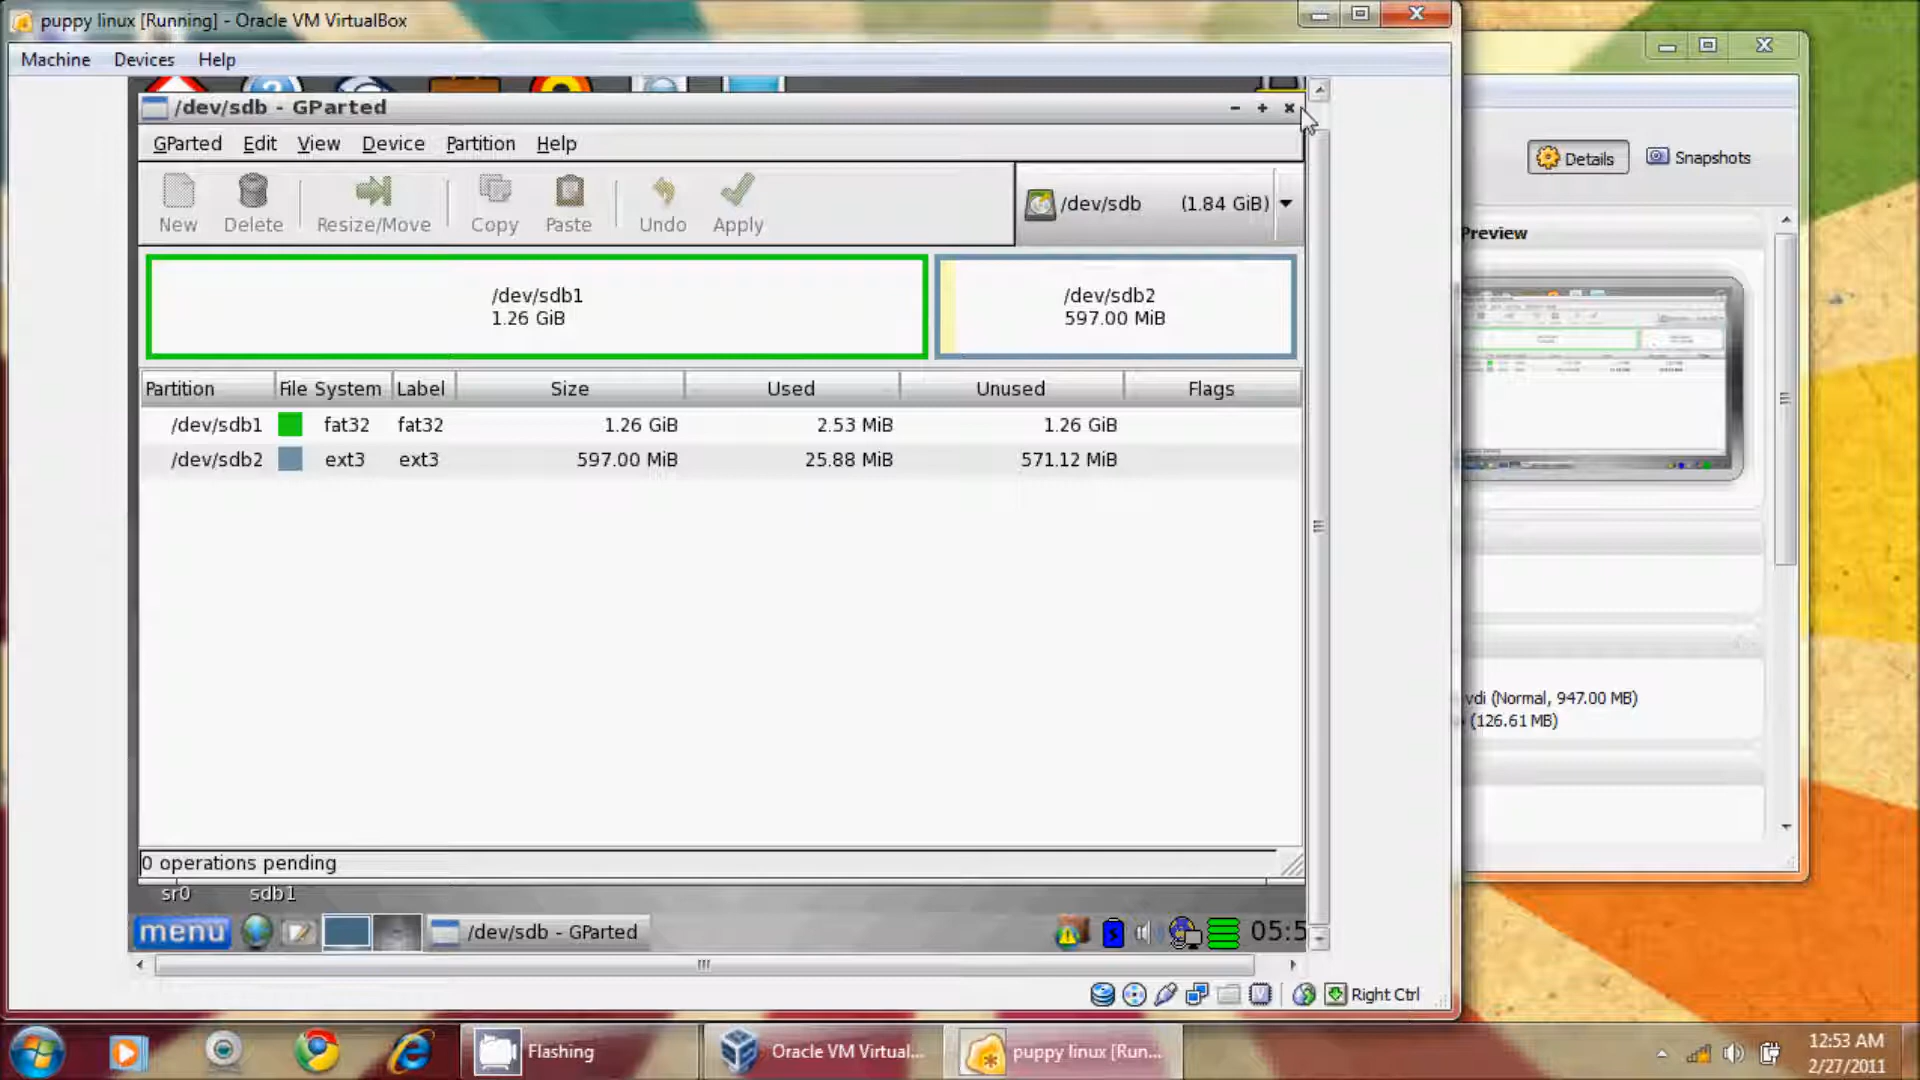 puppy linux [Running] - Oracle VM VirtualBox
Machine Devices Help
/dev/sdb - GParted
GParted Edit View Device Partition Help
New Delete Resize/Move Copy Paste Undo Apply
/dev/sdb (1.84 GiB)
Details Snapshots
Preview
/dev/sdb1
1.26 GiB
/dev/sdb2
597.00 MiB
Partition File System Label Size Used Unused Flags
/dev/sdb1 fat32 fat32 1.26 GiB 2.53 MiB 1.26 GiB
/dev/sdb2 ext3 ext3 597.00 MiB 25.88 MiB 571.12 MiB
vdi (Normal, 947.00 MB)
(126.61 MB)
0 operations pending
sr0 sdb1
menu /dev/sdb - GParted 05:5
Right Ctrl
Flashing Oracle VM Virtual... puppy linux [Run...
12:53 AM
2/27/2011